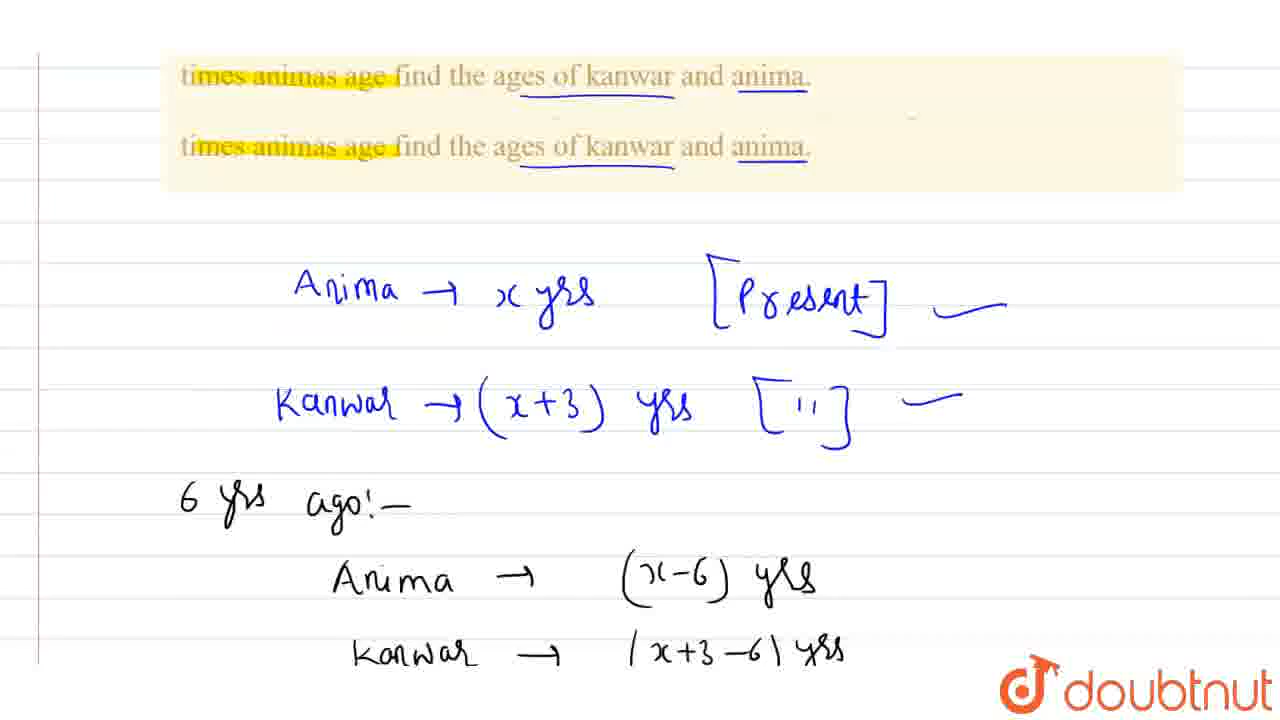 times animas age find the ages of kanwar and anima.
times animas age find the ages of kanwar and anima.
Anima → x yrs [Present]
Kanwar → (x+3) yrs [ '' ]
6 yrs ago:-
Anima → (x-6) yrs
Kanwar → (x+3-6) yrs
doubtnut